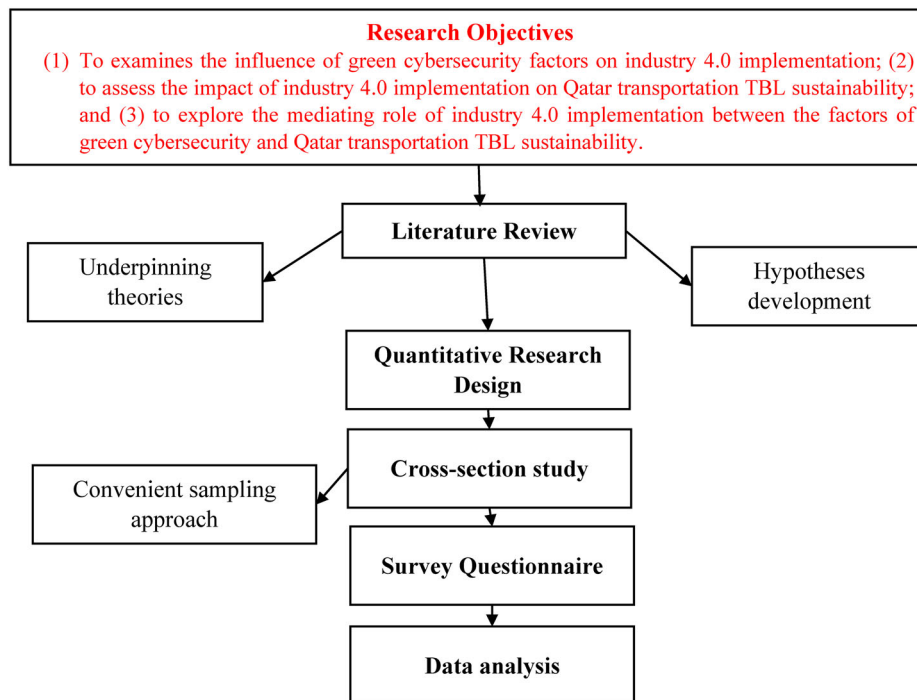 Research Objectives
(1) To examines the influence of green cybersecurity factors on industry 4.0 implementation; (2)
to assess the impact of industry 4.0 implementation on Qatar transportation TBL sustainability;
and (3) to explore the mediating role of industry 4.0 implementation between the factors of
green cybersecurity and Qatar transportation TBL sustainability.
Literature Review
Underpinning
theories
Hypotheses
development
Quantitative Research
Design
Cross-section study
Convenient sampling
approach
Survey Questionnaire
Data analysis